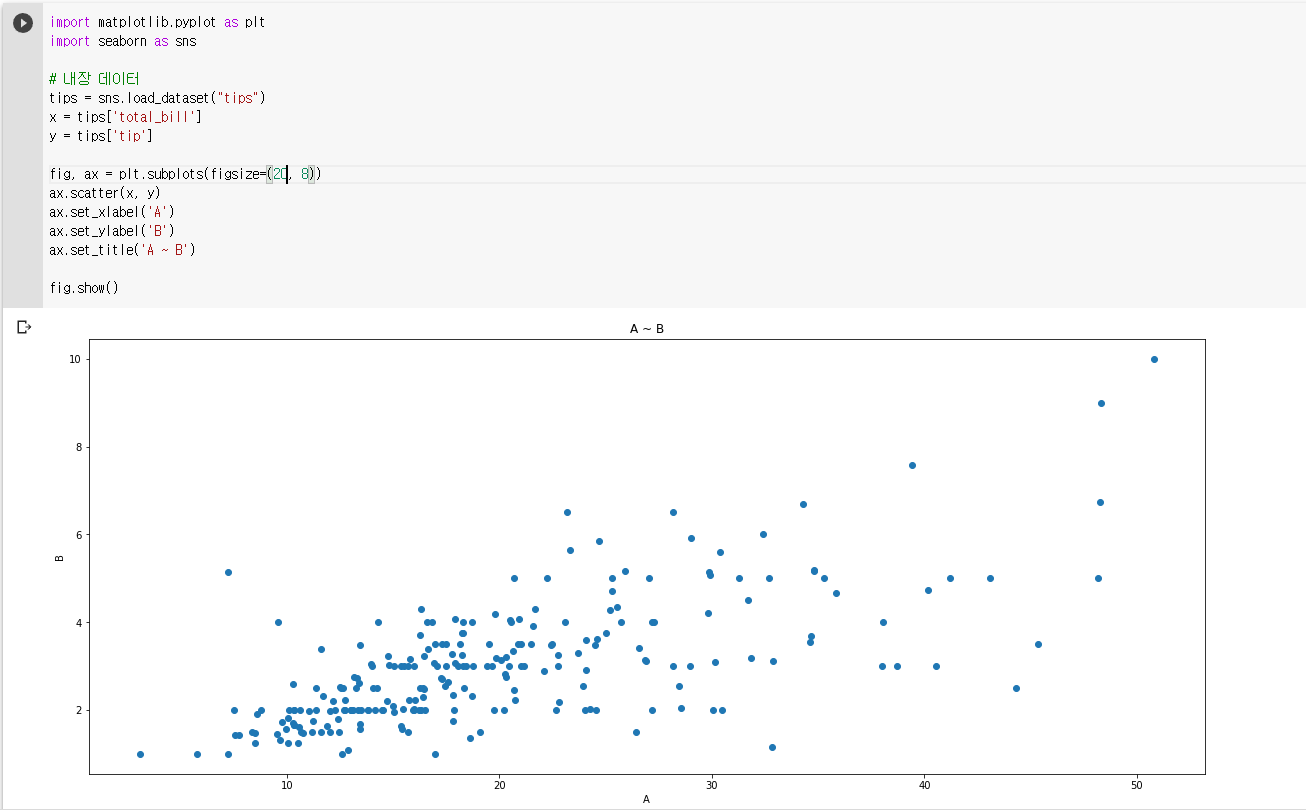 import matplotlib.pyplot as plt
import seaborn as sns
# 내장 데이터
tips = sns.load_dataset("tips")
x = tips['total_bill']
y = tips['tip']
fig, ax = plt.subplots(figsize=(20, 8))
ax.scatter(x, y)
ax.set_xlabel('A')
ax.set_ylabel('B')
ax.set_title('A ~ B')
fig.show()
A ~ B
10
8
6
B
4
2
10
20
30
40
50
A